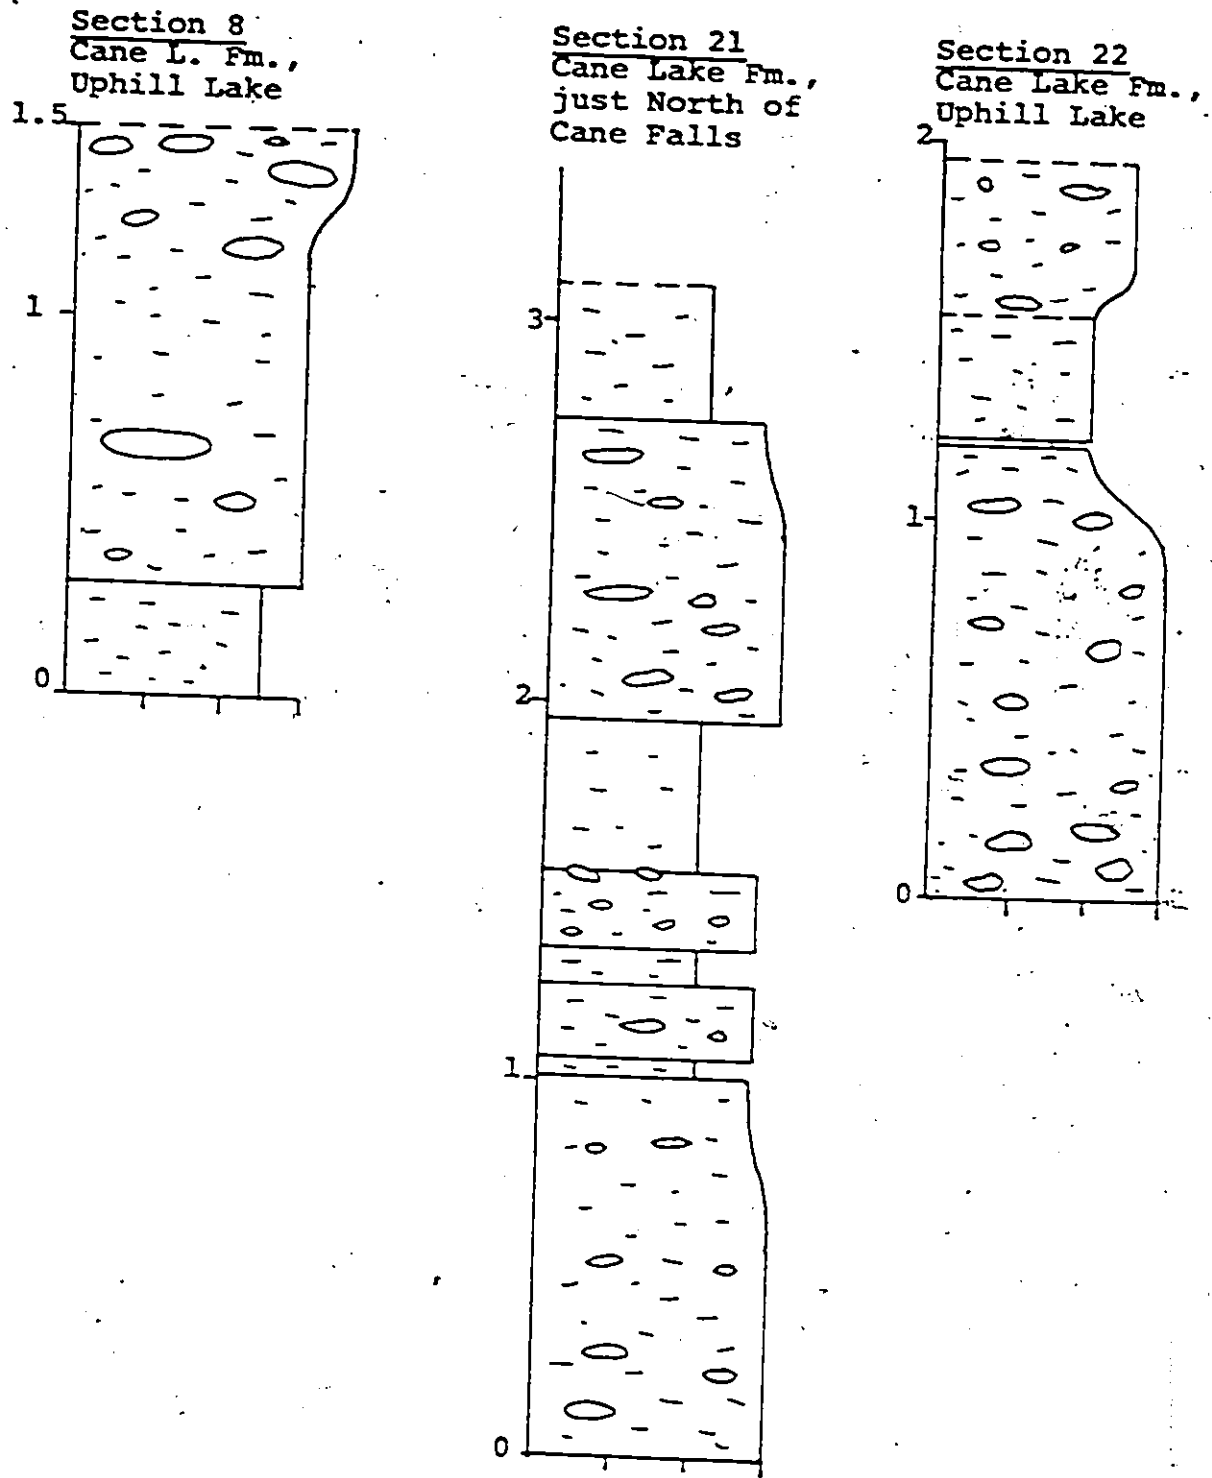 Section 8
Cane L. Fm.,
Uphill Lake
1.5
1
0
Section 21
Cane Lake Fm.,
just North of
Cane Falls
3
2
1
0
Section 22
Cane Lake Fm.,
Uphill Lake
2
1
0